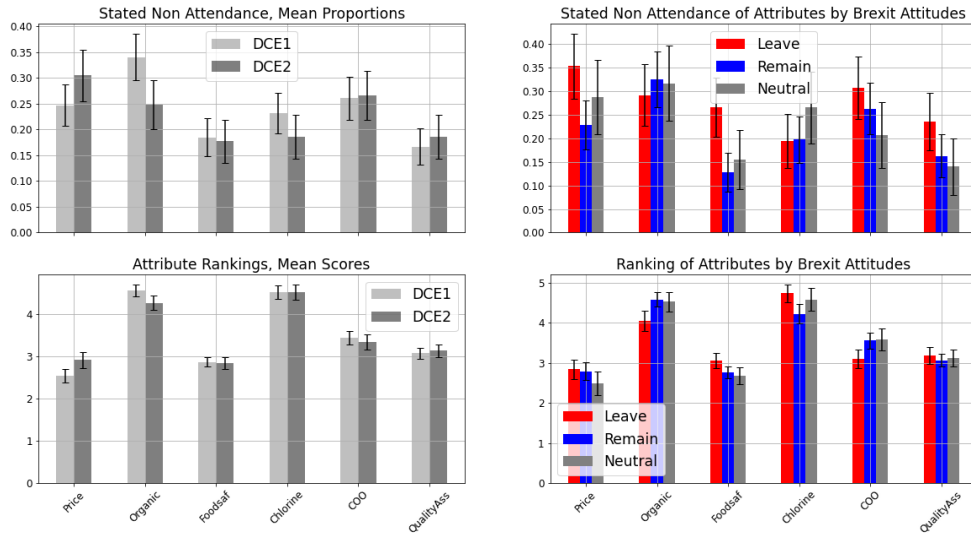 Stated Non Attendance, Mean Proportions
0.40
0.35
0.30
0.25
0.20
0.15
0.10
0.05
0.00
DCE1
DCE2
Stated Non Attendance of Attributes by Brexit Attitudes
0.40
0.35
0.30
0.25
0.20
0.15
0.10
0.05
0.00
Leave
Remain
Neutral
Attribute Rankings, Mean Scores
4
3
2
1
0
DCE1
DCE2
Price
Organic
Foodsaf
Chlorine
COO
QualityAss
Ranking of Attributes by Brexit Attitudes
5
4
3
2
1
0
Leave
Remain
Neutral
Price
Organic
Foodsaf
Chlorine
COO
QualityAss